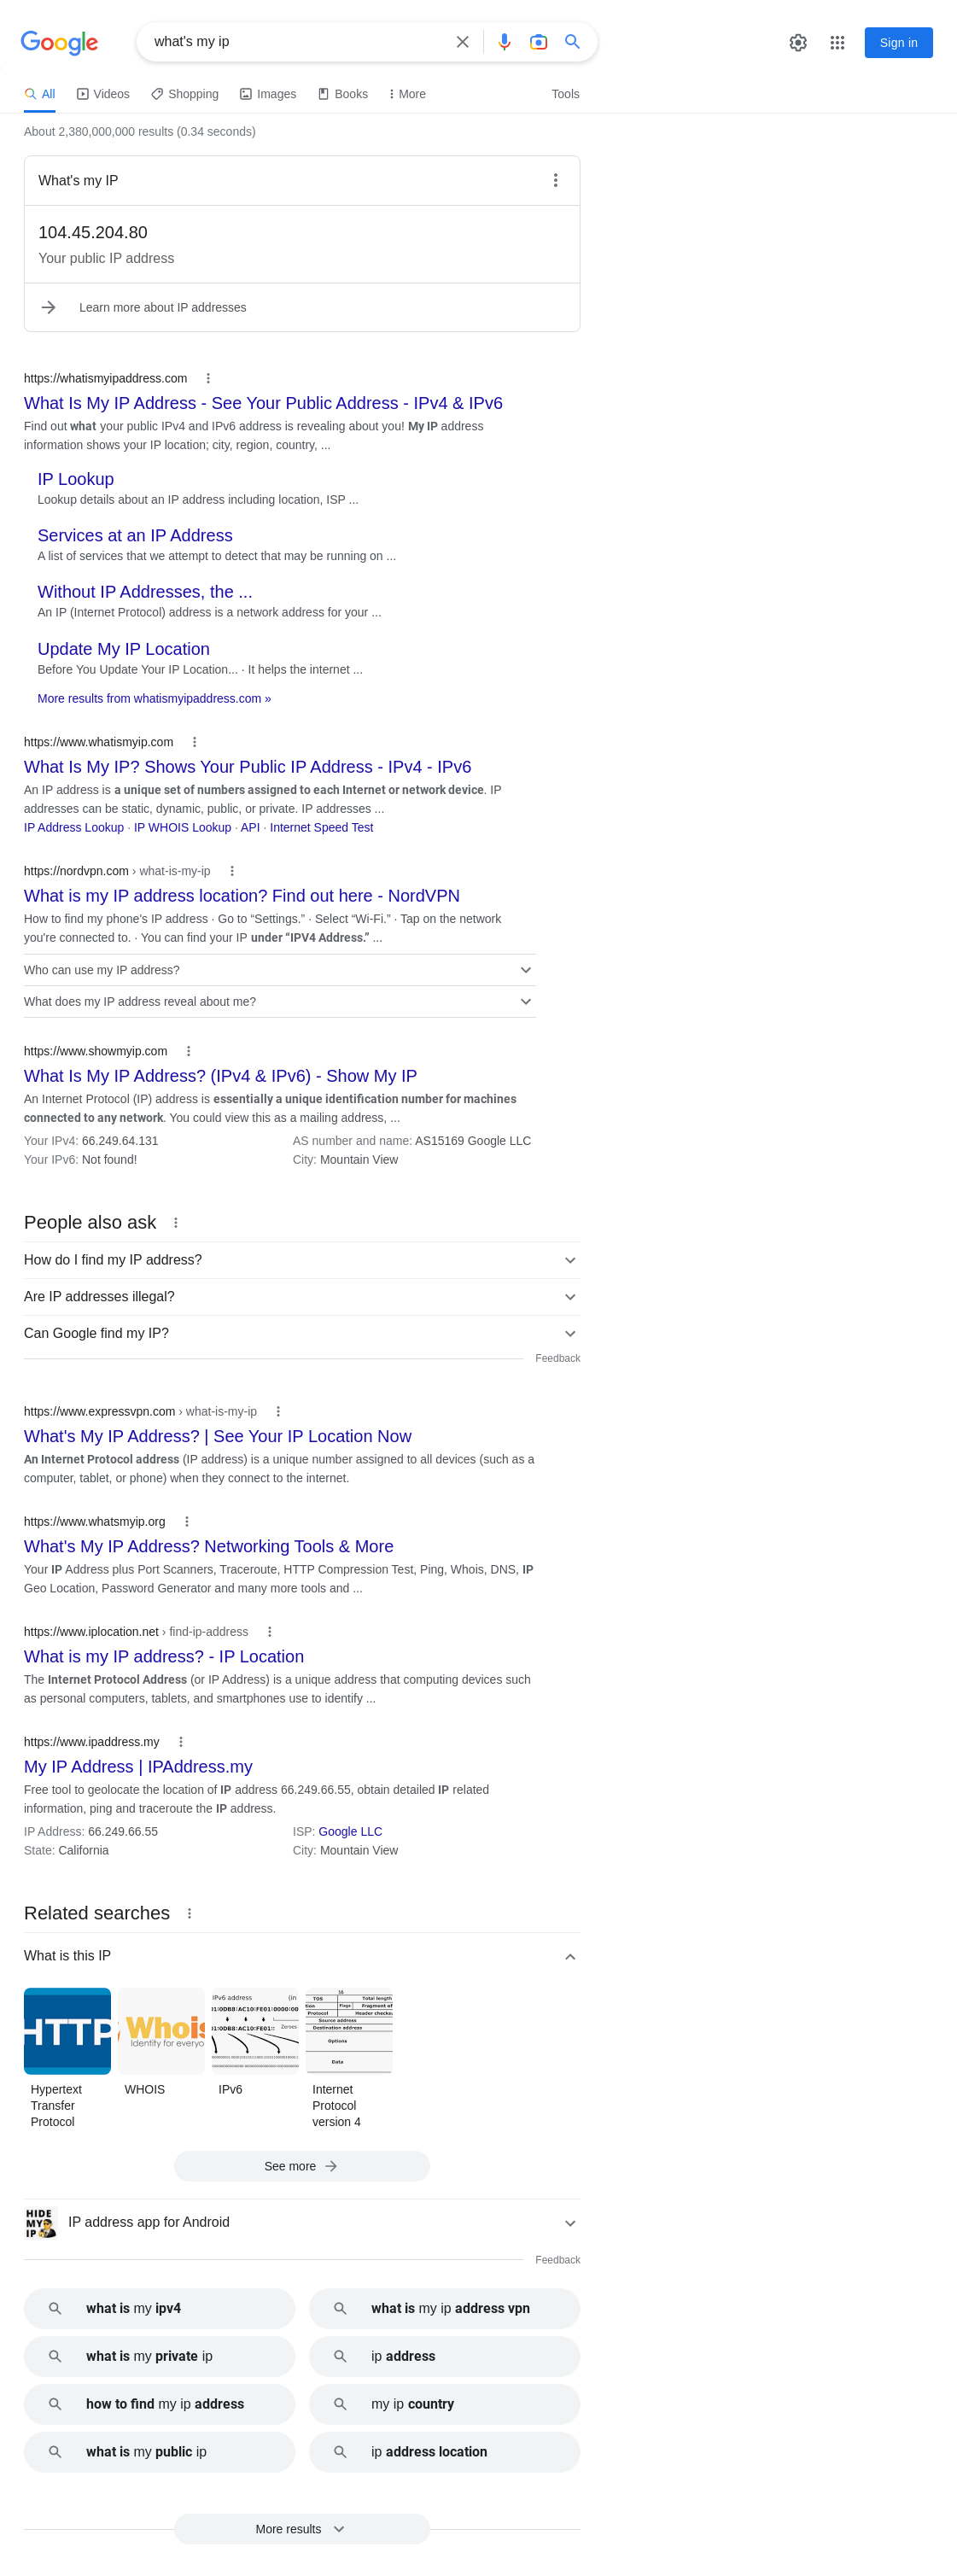 Google
what's my ip
Sign in
All
Videos
Shopping
Images
Books
More
Tools
About 2,380,000,000 results (0.34 seconds)
What's my IP
104.45.204.80
Your public IP address
Learn more about IP addresses
https://whatismyipaddress.com
What Is My IP Address - See Your Public Address - IPv4 & IPv6
Find out what your public IPv4 and IPv6 address is revealing about you! My IP address
information shows your IP location; city, region, country, ...
IP Lookup
Lookup details about an IP address including location, ISP ...
Services at an IP Address
A list of services that we attempt to detect that may be running on ...
Without IP Addresses, the ...
An IP (Internet Protocol) address is a network address for your ...
Update My IP Location
Before You Update Your IP Location... · It helps the internet ...
More results from whatismyipaddress.com »
https://www.whatismyip.com
What Is My IP? Shows Your Public IP Address - IPv4 - IPv6
An IP address is a unique set of numbers assigned to each Internet or network device. IP
addresses can be static, dynamic, public, or private. IP addresses ...
IP Address Lookup · IP WHOIS Lookup · API · Internet Speed Test
https://nordvpn.com › what-is-my-ip
What is my IP address location? Find out here - NordVPN
How to find my phone's IP address · Go to “Settings.” · Select “Wi-Fi.” · Tap on the network
you're connected to. · You can find your IP under “IPV4 Address.” ...
Who can use my IP address?
What does my IP address reveal about me?
https://www.showmyip.com
What Is My IP Address? (IPv4 & IPv6) - Show My IP
An Internet Protocol (IP) address is essentially a unique identification number for machines
connected to any network. You could view this as a mailing address, ...
Your IPv4: 66.249.64.131
AS number and name: AS15169 Google LLC
Your IPv6: Not found!
City: Mountain View
People also ask
How do I find my IP address?
Are IP addresses illegal?
Can Google find my IP?
Feedback
https://www.expressvpn.com › what-is-my-ip
What's My IP Address? | See Your IP Location Now
An Internet Protocol address (IP address) is a unique number assigned to all devices (such as a
computer, tablet, or phone) when they connect to the internet.
https://www.whatsmyip.org
What's My IP Address? Networking Tools & More
Your IP Address plus Port Scanners, Traceroute, HTTP Compression Test, Ping, Whois, DNS, IP
Geo Location, Password Generator and many more tools and ...
https://www.iplocation.net › find-ip-address
What is my IP address? - IP Location
The Internet Protocol Address (or IP Address) is a unique address that computing devices such
as personal computers, tablets, and smartphones use to identify ...
https://www.ipaddress.my
My IP Address | IPAddress.my
Free tool to geolocate the location of IP address 66.249.66.55, obtain detailed IP related
information, ping and traceroute the IP address.
IP Address: 66.249.66.55
ISP: Google LLC
State: California
City: Mountain View
Related searches
What is this IP
HTTP
Whois
Identity for everyo
IPv6 address (in
Zeroes
16
TOS Total length
Flags Fragment of
Protocol Header checksu
Source address
Destination address
Options
Data
Hypertext
Transfer
Protocol
WHOIS
IPv6
Internet
Protocol
version 4
See more
HIDE
MY
IP
IP address app for Android
Feedback
what is my ipv4
what is my ip address vpn
what is my private ip
ip address
how to find my ip address
my ip country
what is my public ip
ip address location
More results